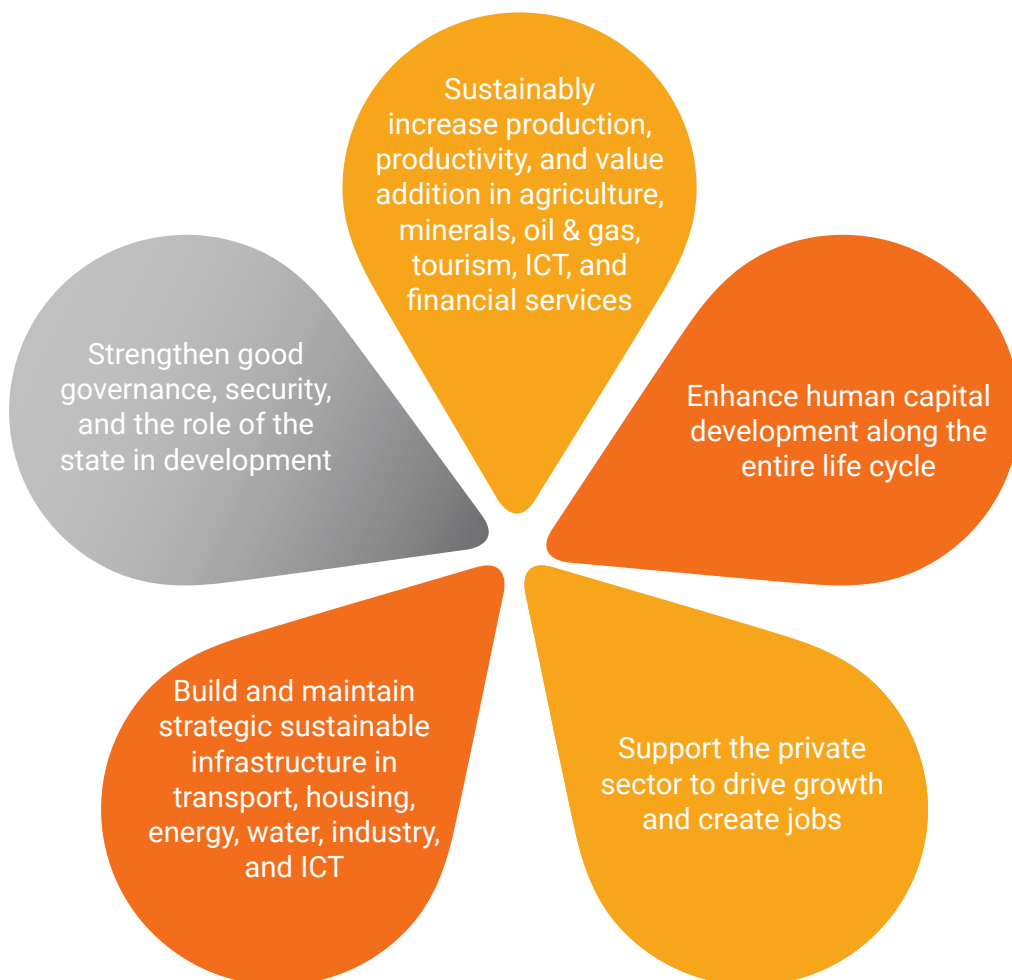 Sustainably
increase production,
productivity, and value
addition in agriculture,
minerals, oil & gas,
tourism, ICT, and
financial services
Enhance human capital
development along the
entire life cycle
Support the private
sector to drive growth
and create jobs
Build and maintain
strategic sustainable
infrastructure in
transport, housing,
energy, water, industry,
and ICT
Strengthen good
governance, security,
and the role of the
state in development